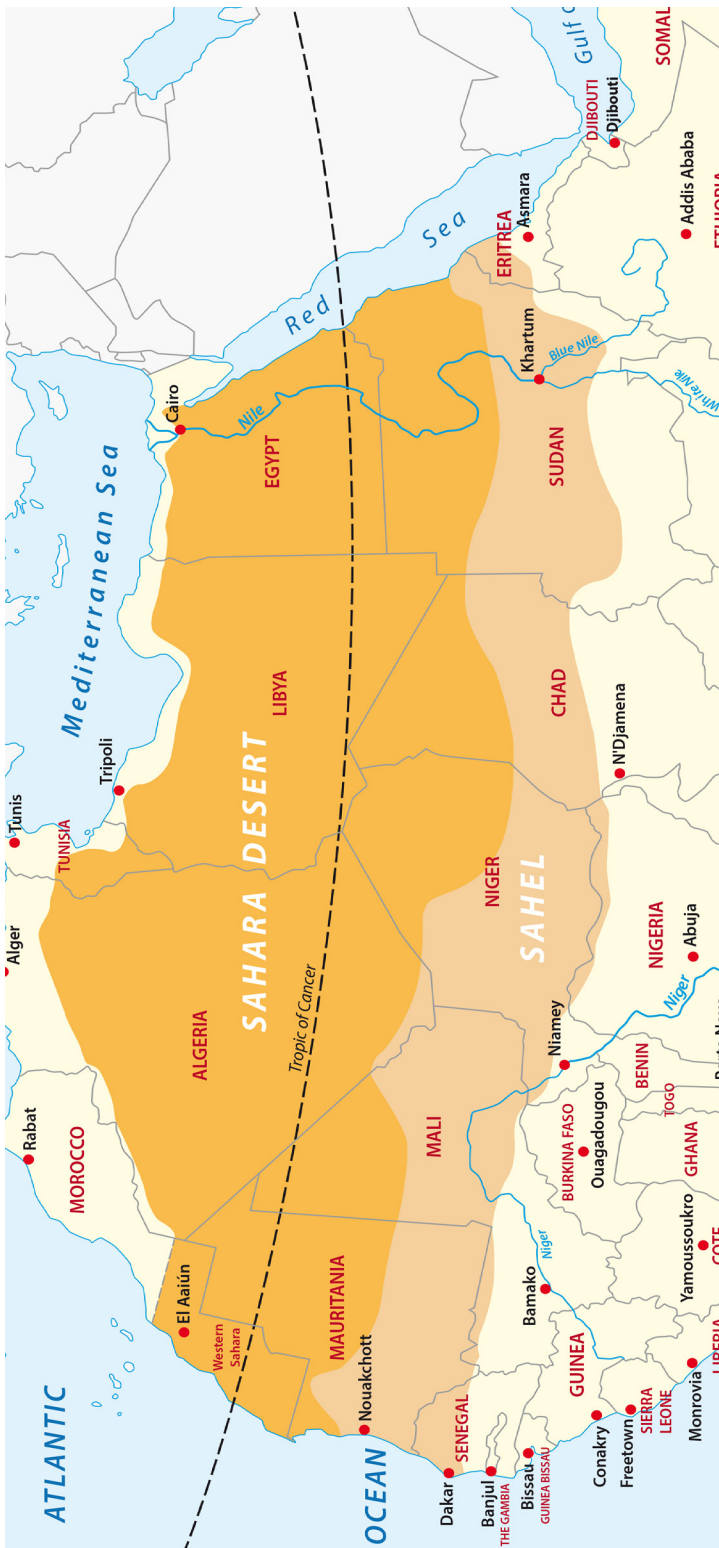 Alger
Tunis
Rabat
ATLANTIC
TUNISIA
MOROCCO
Tripoli
Mediterranean Sea
Cairo
El Aaiún
ALGERIA
Western
Sahara
SAHARA DESERT
Nile
EGYPT
LIBYA
Tropic of Cancer
Red Sea
MAURITANIA
Nouakchott
OCEAN
MALI
Dakar
SENEGAL
NIGER
Banjul
THE GAMBIA
ERITREA
Asmara
Khartum
Bissau
GUINEA BISSAU
Niger
SAHEL
CHAD
SUDAN
Blue Nile
Bamako
Niamey
GUINEA
BURKINA FASO
Ouagadougou
Gulf
DJIBOUTI
Djibouti
Conakry
N'Djamena
Freetown
SIERRA
LEONE
BENIN
TOGO
NIGERIA
Niger
White Nile
SOMAL
Monrovia
Yamoussoukro
GHANA
Abuja
Addis Ababa